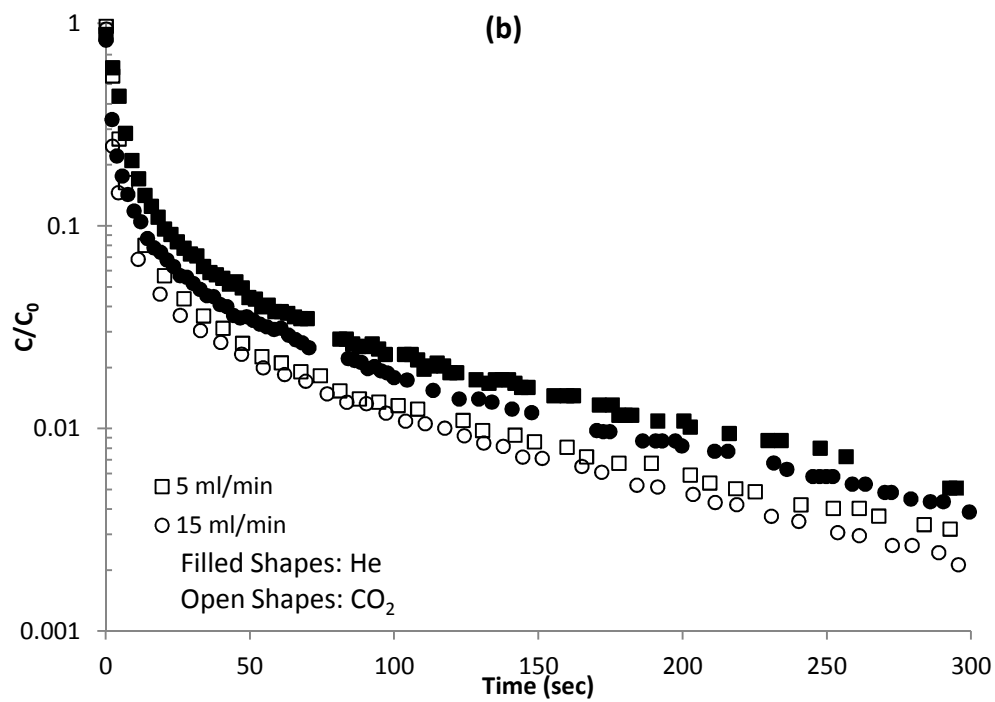 (b)
1
0.1
0.01
0.001
C/C₀
5 ml/min
15 ml/min
Filled Shapes: He
Open Shapes: CO₂
0 50 100 150 200 250 300
Time (sec)